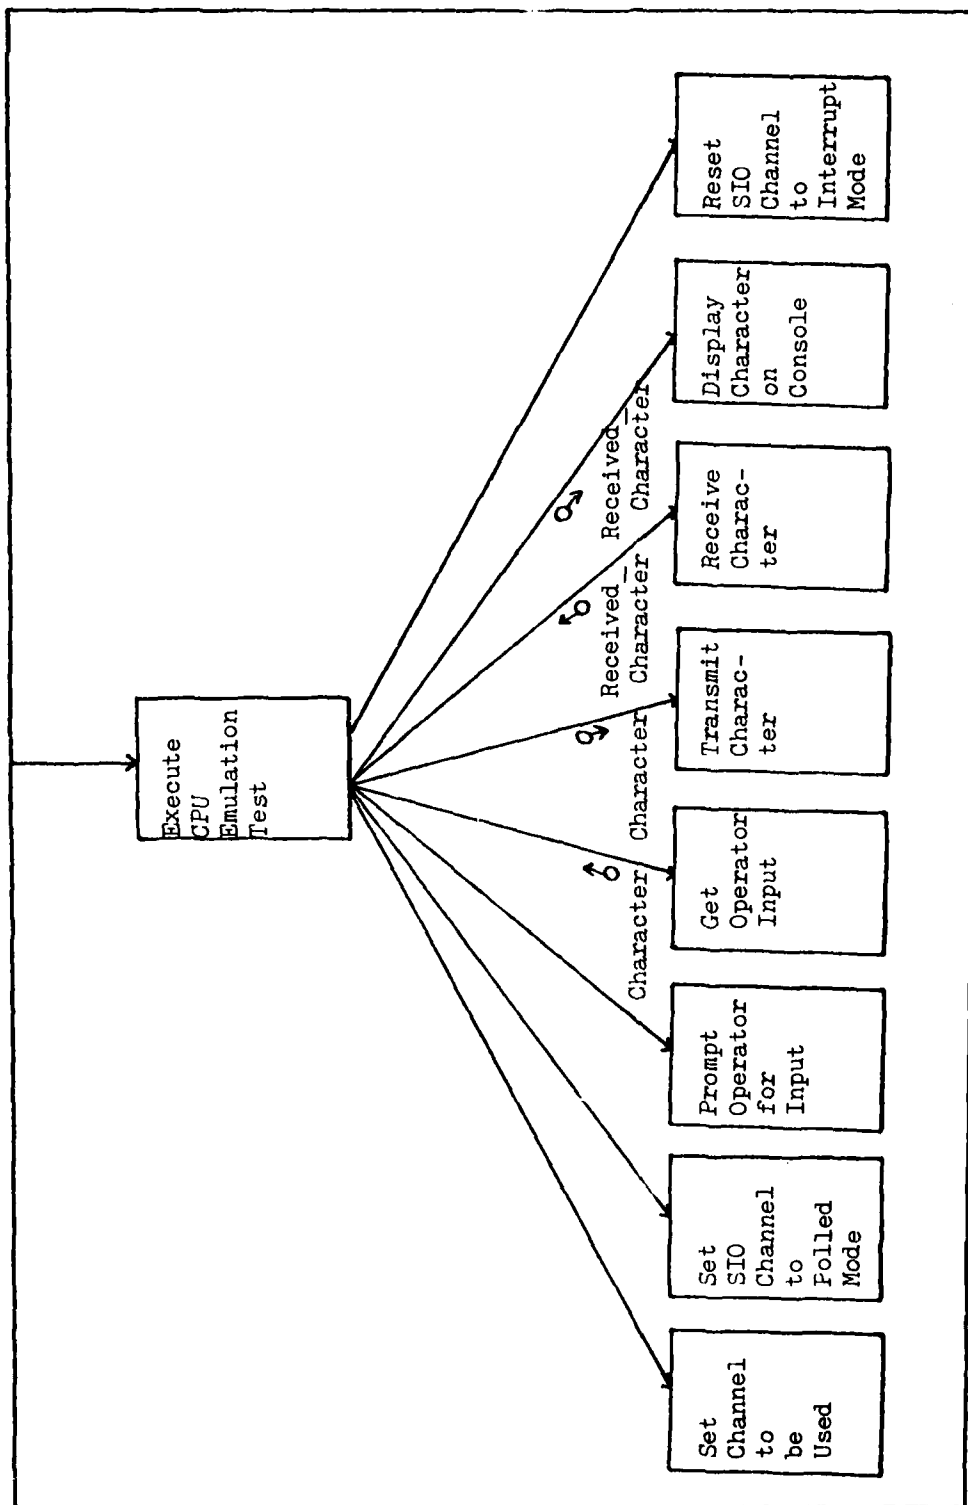 Execute
CPU
Emulation
Test
Character
Character
Received_
Character
Received_
Character
Set
Channel
to
be
Used
Set
SIO
Channel
to
Polled
Mode
Prompt
Operator
for
Input
Get
Operator
Input
Transmit
Charac-
ter
Receive
Charac-
ter
Display
Character
on
Console
Reset
SIO
Channel
to
Interrupt
Mode